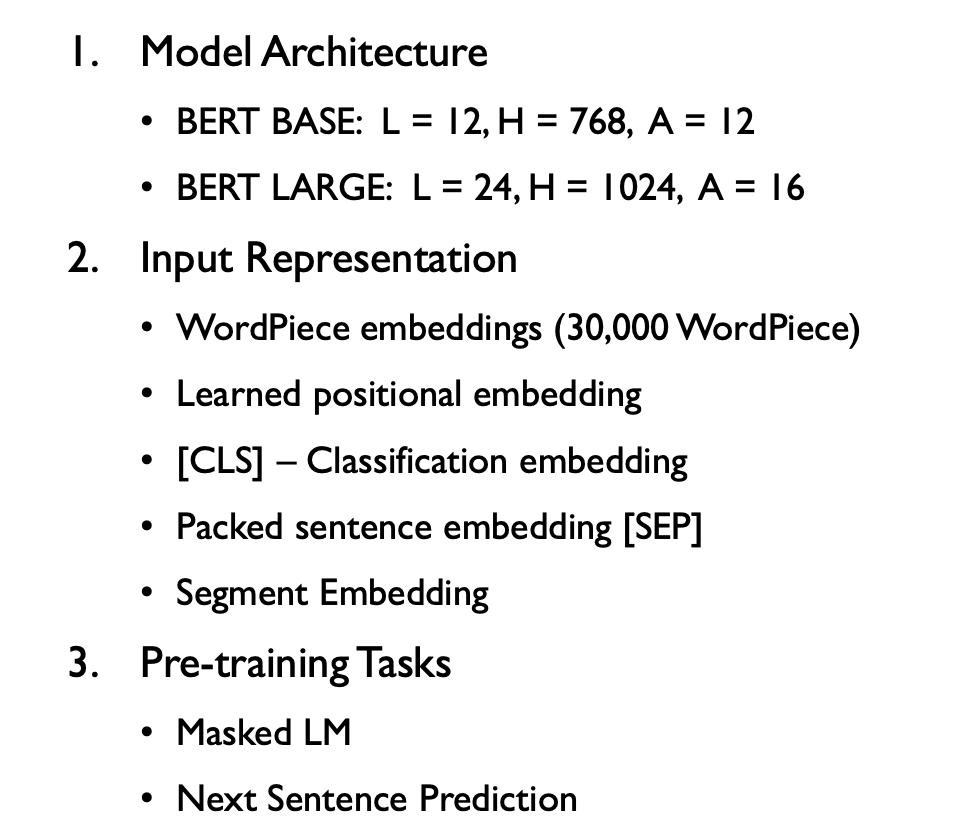 1. Model Architecture
• BERT BASE: L = 12, H = 768, A = 12
• BERT LARGE: L = 24, H = 1024, A = 16
2. Input Representation
• WordPiece embeddings (30,000 WordPiece)
• Learned positional embedding
• [CLS] – Classification embedding
• Packed sentence embedding [SEP]
• Segment Embedding
3. Pre-training Tasks
• Masked LM
• Next Sentence Prediction